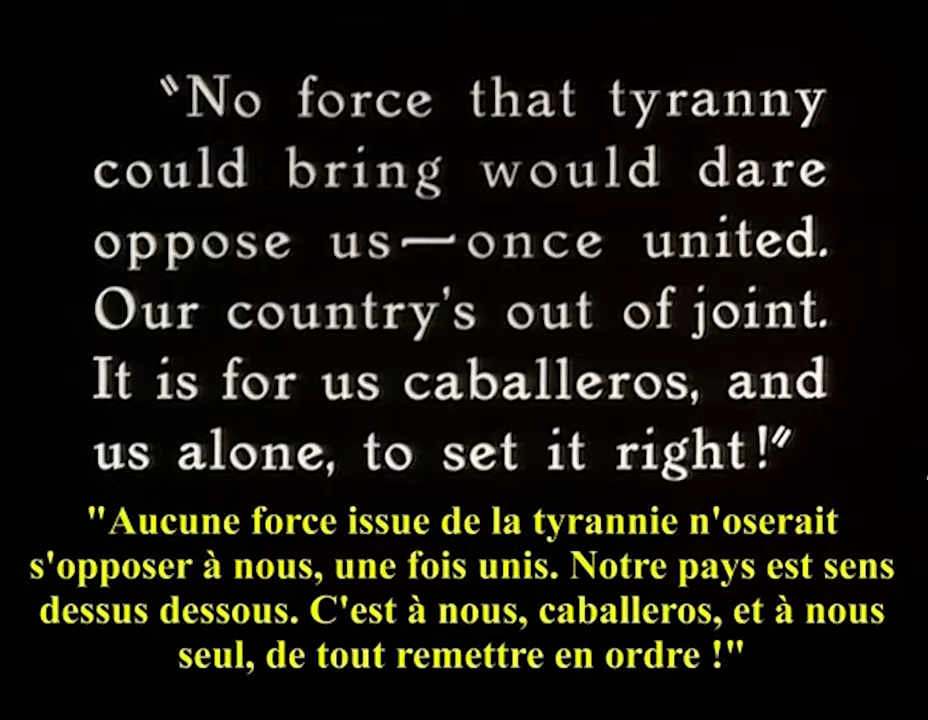 "No force that tyranny
could bring would dare
oppose us—once united.
Our country's out of joint.
It is for us caballeros, and
us alone, to set it right!"
"Aucune force issue de la tyrannie n'oserait
s'opposer à nous, une fois unis. Notre pays est sens
dessus dessous. C'est à nous, caballeros, et à nous
seul, de tout remettre en ordre !"